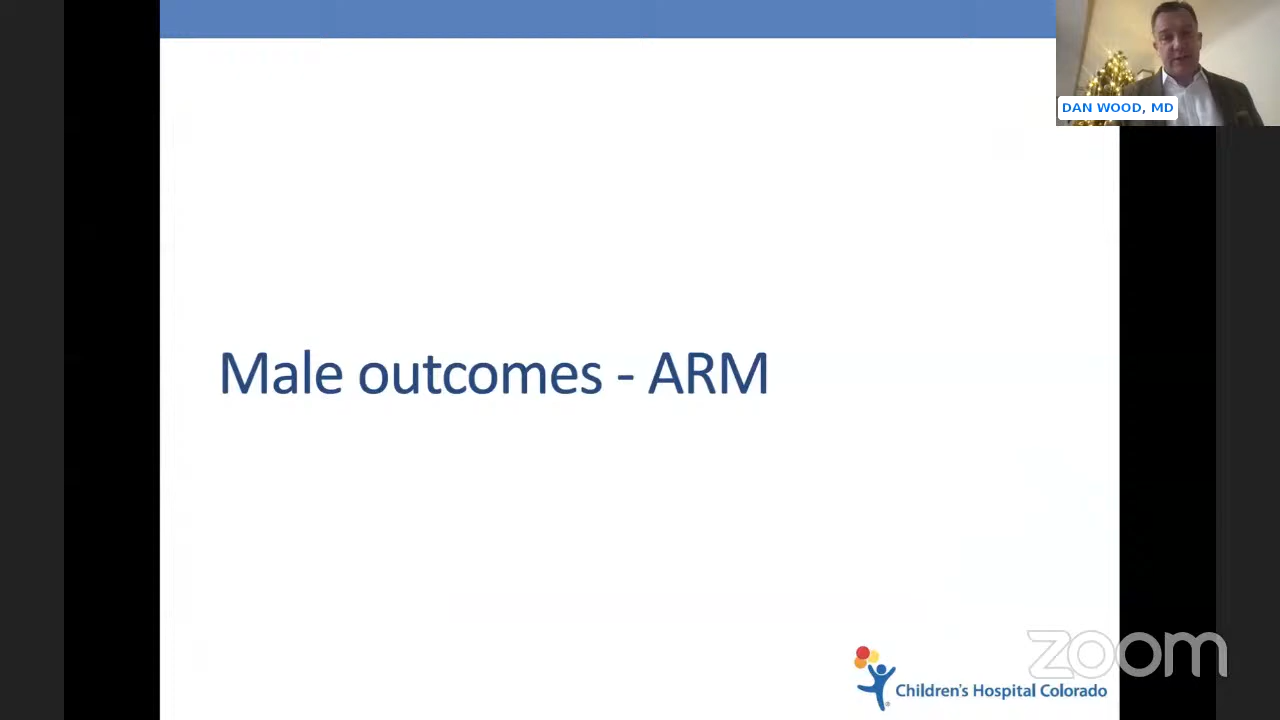 DAN WOOD, MD
Male outcomes - ARM
Children's Hospital Colorado
zoom